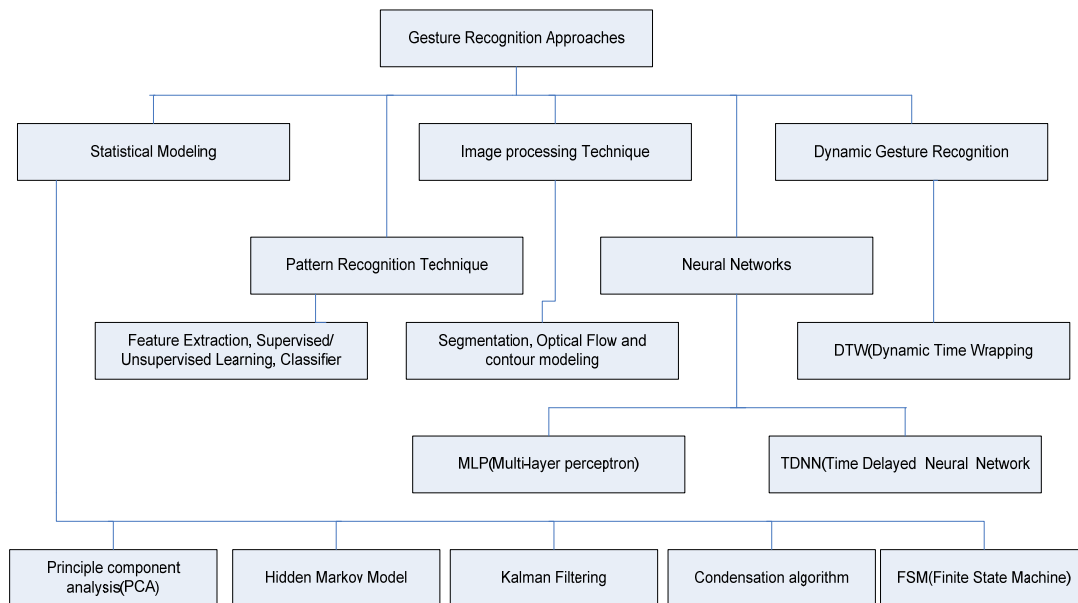 Gesture Recognition Approaches
Statistical Modeling
Image processing Technique
Dynamic Gesture Recognition
Pattern Recognition Technique
Neural Networks
Feature Extraction, Supervised/
Unsupervised Learning, Classifier
Segmentation, Optical Flow and
contour modeling
DTW(Dynamic Time Wrapping
MLP(Multi-layer perceptron)
TDNN(Time Delayed Neural Network
Principle component
analysis(PCA)
Hidden Markov Model
Kalman Filtering
Condensation algorithm
FSM(Finite State Machine)